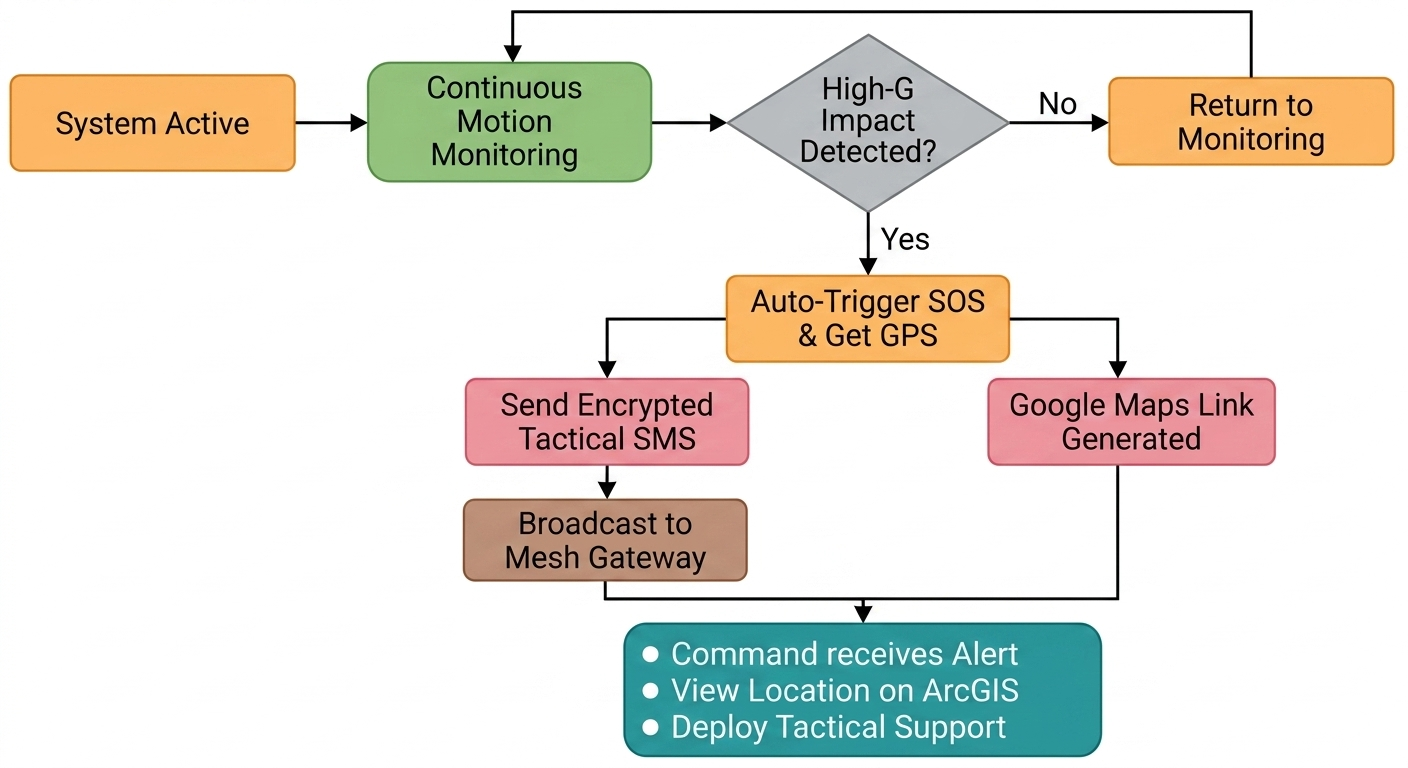 System Active
Continuous
Motion
Monitoring
High-G
Impact
Detected?
No
Return to
Monitoring
Yes
Auto-Trigger SOS
& Get GPS
Send Encrypted
Tactical SMS
Google Maps Link
Generated
Broadcast to
Mesh Gateway
● Command receives Alert
● View Location on ArcGIS
● Deploy Tactical Support